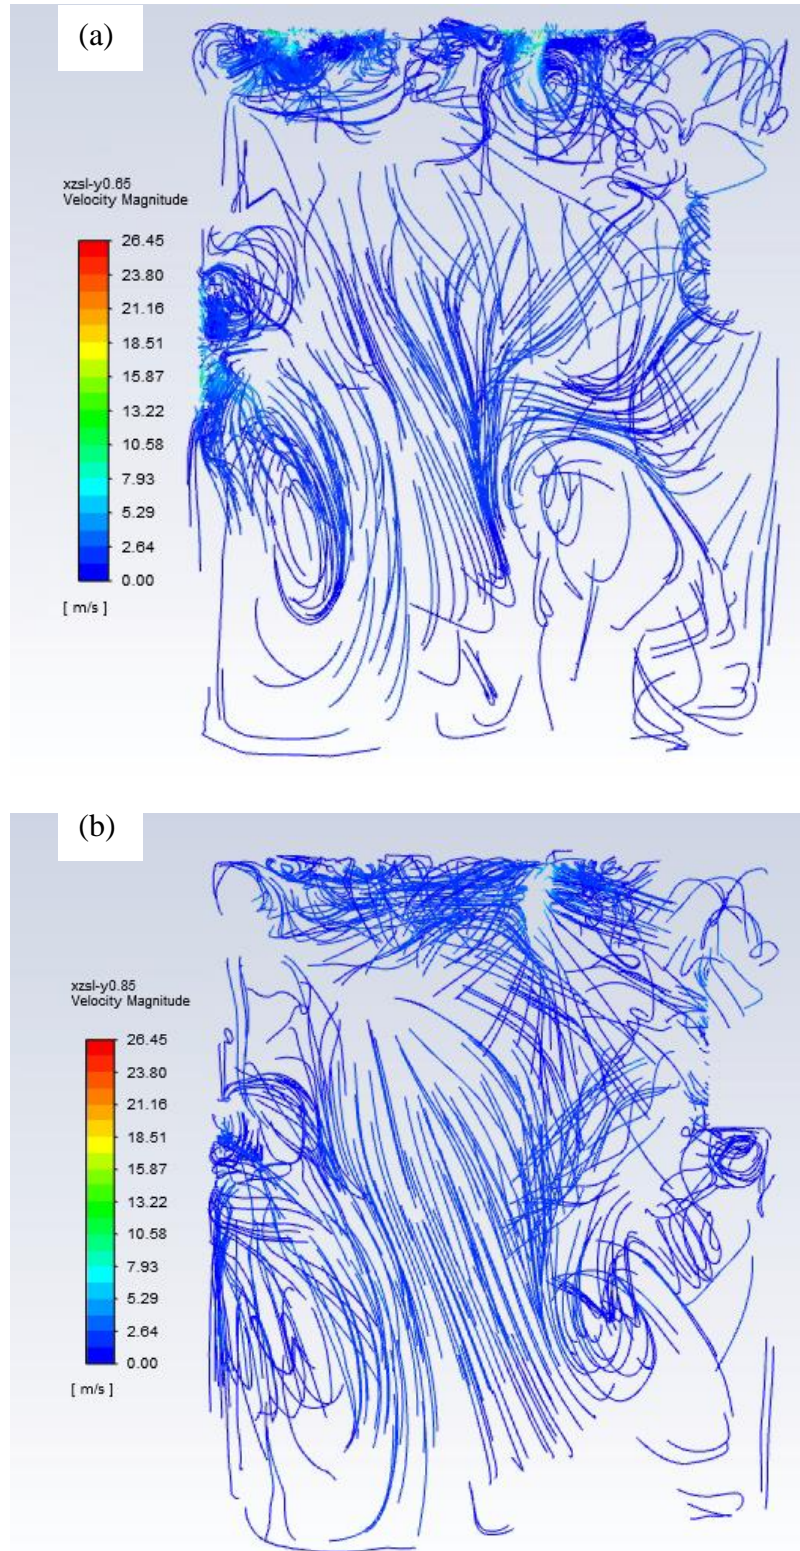 (a)
xzsl-y0.65
Velocity Magnitude
26.45
23.80
21.16
18.51
15.87
13.22
10.58
7.93
5.29
2.64
0.00
[ m/s ]
(b)
xzsl-y0.85
Velocity Magnitude
26.45
23.80
21.16
18.51
15.87
13.22
10.58
7.93
5.29
2.64
0.00
[ m/s ]